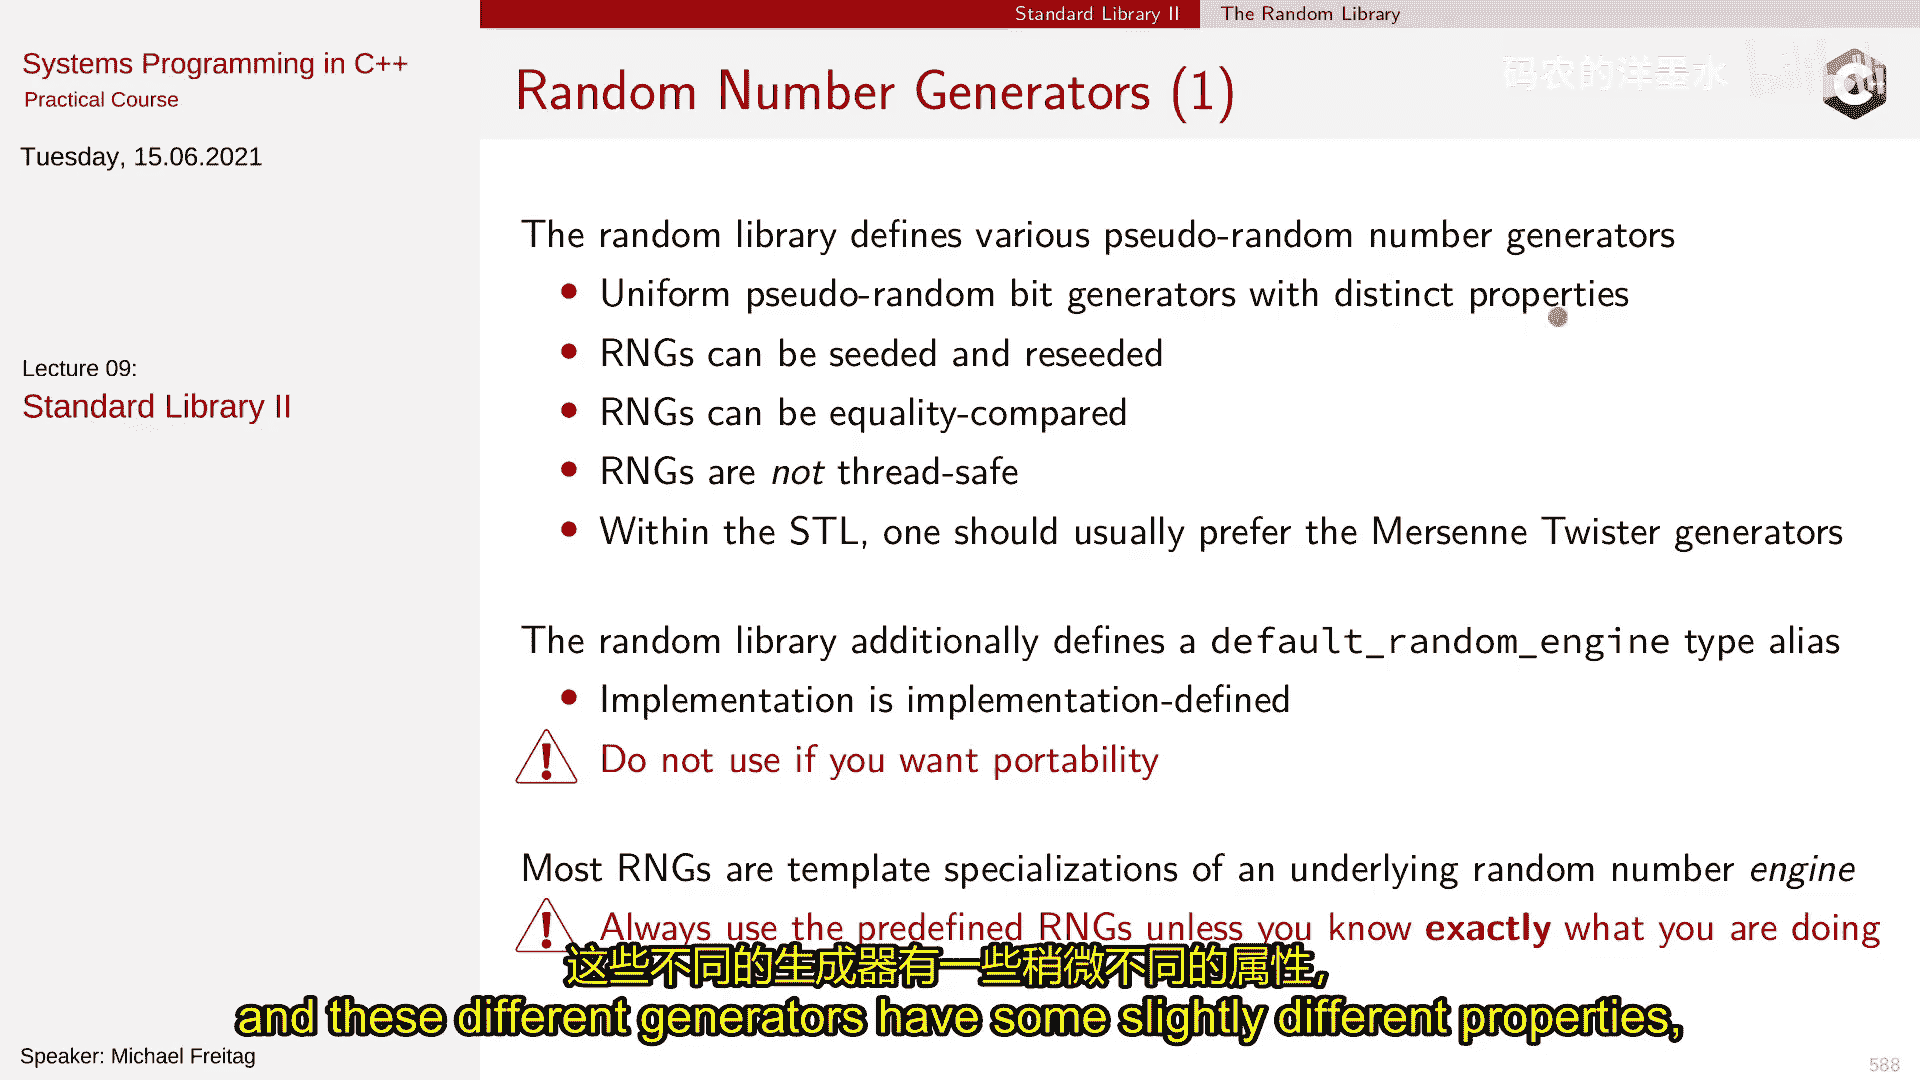 Standard Library II
The Random Library
Systems Programming in C++
Practical Course
Tuesday, 15.06.2021
Lecture 09:
Standard Library II
Speaker: Michael Freitag
Random Number Generators (1)
码农的洋墨水
The random library defines various pseudo-random number generators
• Uniform pseudo-random bit generators with distinct properties
• RNGs can be seeded and reseeded
• RNGs can be equality-compared
• RNGs are not thread-safe
• Within the STL, one should usually prefer the Mersenne Twister generators
The random library additionally defines a default_random_engine type alias
• Implementation is implementation-defined
Do not use if you want portability
Most RNGs are template specializations of an underlying random number engine
Always use the predefined RNGs unless you know exactly what you are doing
这些不同的生成器有一些稍微不同的属性,
and these different generators have some slightly different properties,
588